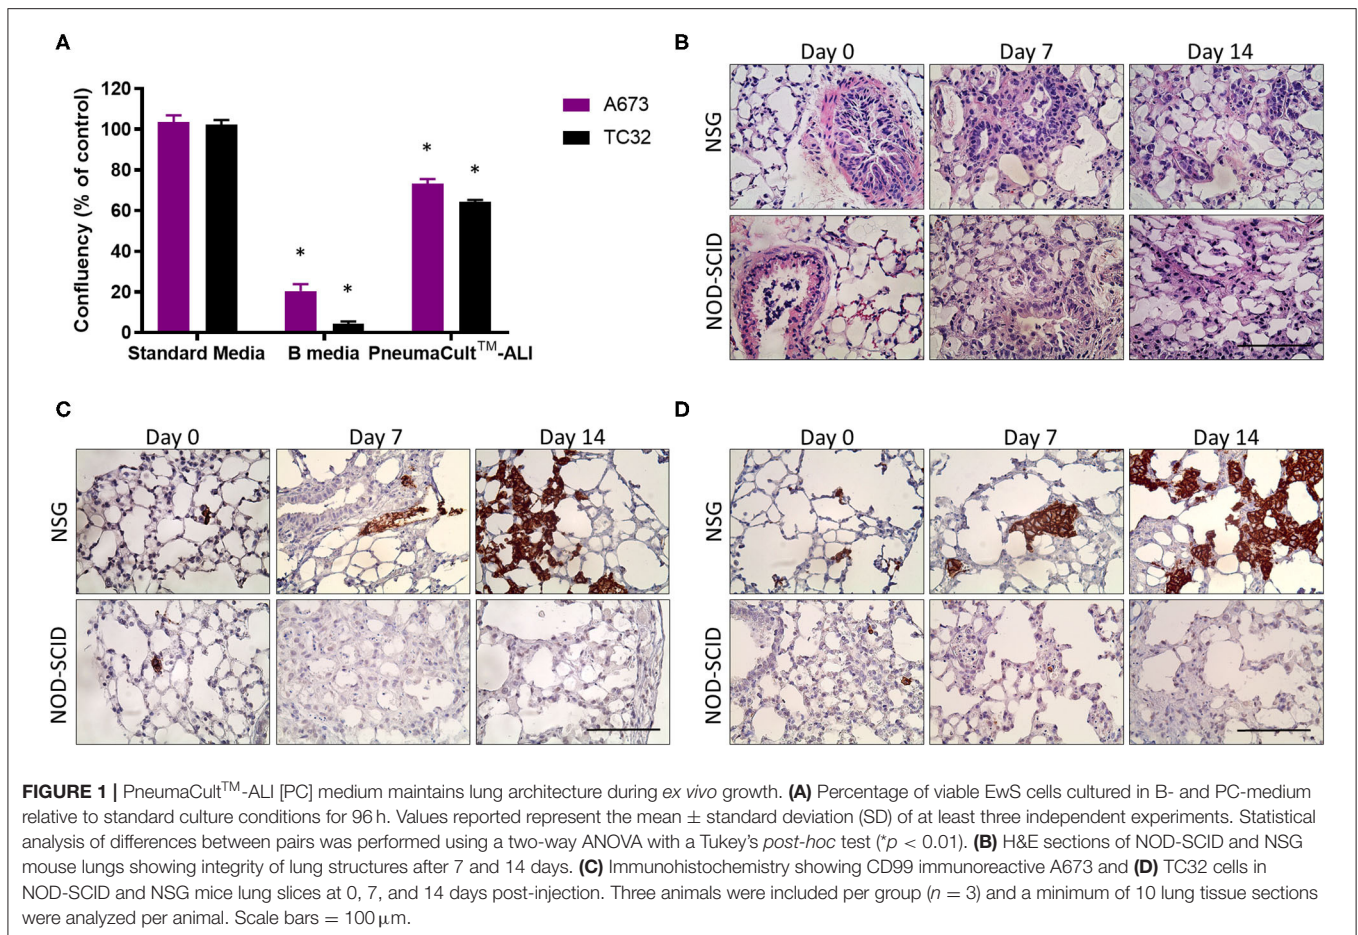 A
Confluency (% of control)
120
100
80
60
40
20
0
A673
TC32
*
*
*
*
Standard Media
B media
PneumaCult™-ALI
B
Day 0
Day 7
Day 14
NSG
NOD-SCID
C
Day 0
Day 7
Day 14
NSG
NOD-SCID
D
Day 0
Day 7
Day 14
NSG
NOD-SCID
FIGURE 1 | PneumaCult™-ALI [PC] medium maintains lung architecture during ex vivo growth. (A) Percentage of viable EwS cells cultured in B- and PC-medium
relative to standard culture conditions for 96 h. Values reported represent the mean ± standard deviation (SD) of at least three independent experiments. Statistical
analysis of differences between pairs was performed using a two-way ANOVA with a Tukey's post-hoc test (*p < 0.01). (B) H&E sections of NOD-SCID and NSG
mouse lungs showing integrity of lung structures after 7 and 14 days. (C) Immunohistochemistry showing CD99 immunoreactive A673 and (D) TC32 cells in
NOD-SCID and NSG mice lung slices at 0, 7, and 14 days post-injection. Three animals were included per group (n = 3) and a minimum of 10 lung tissue sections
were analyzed per animal. Scale bars = 100 μm.